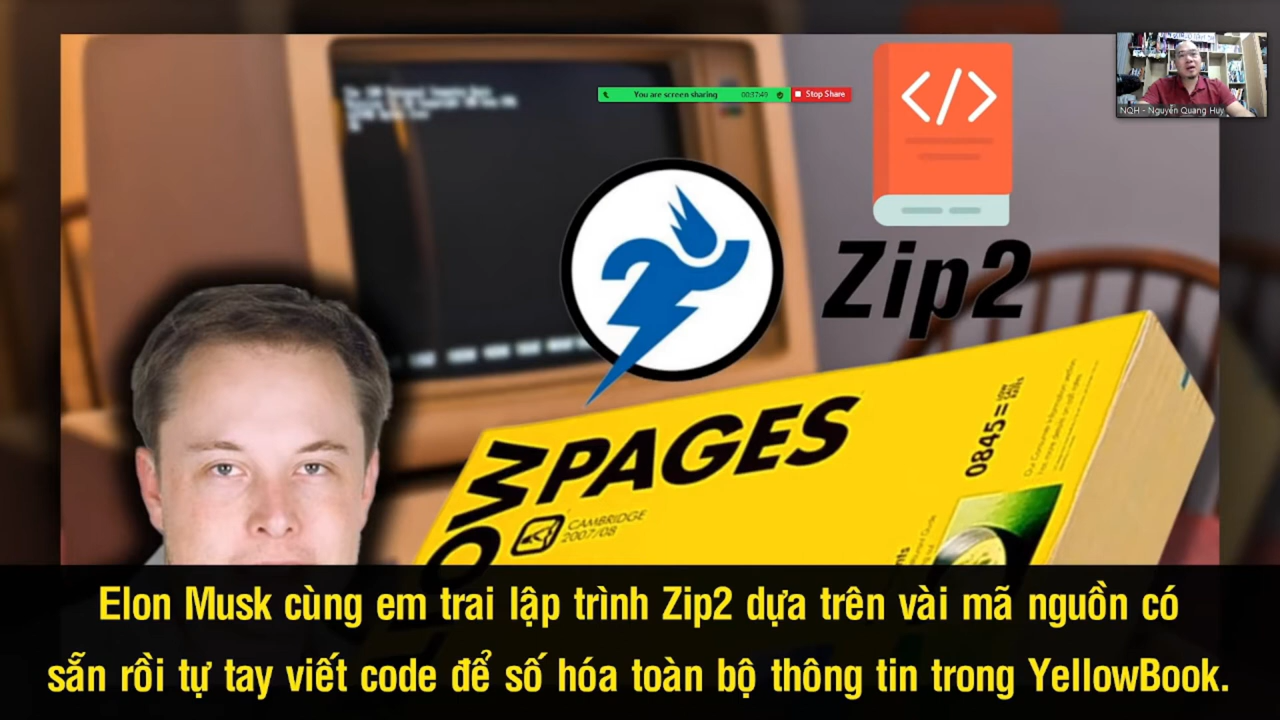 You are screen sharing 00:37:49 Stop Share
NQH - Nguyễn Quang Huy
</>
Zip2
LOW PAGES
CAMBRIDGE
2007/08
0845=
Elon Musk cùng em trai lập trình Zip2 dựa trên vài mã nguồn có
sẵn rồi tự tay viết code để số hóa toàn bộ thông tin trong YellowBook.